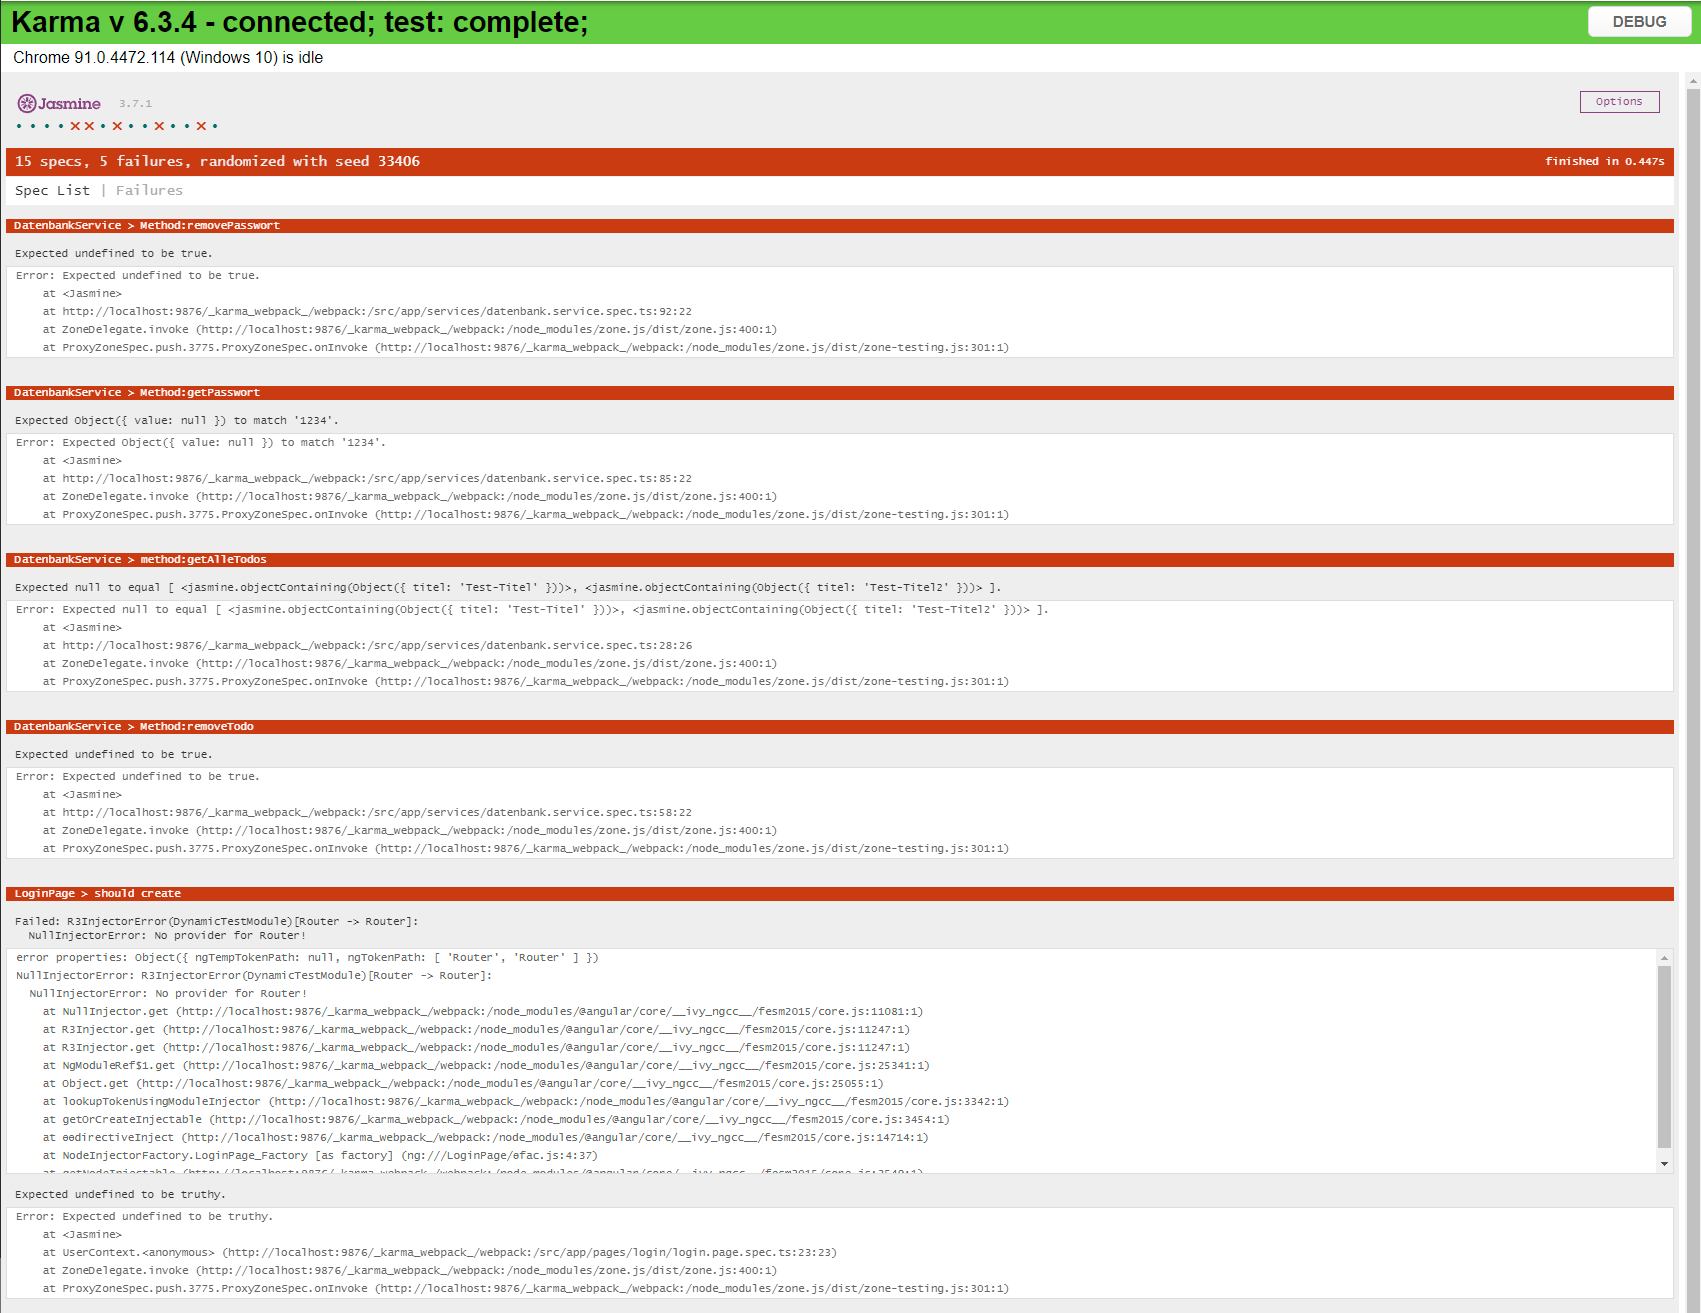 Karma v 6.3.4 - connected; test: complete;
DEBUG
Chrome 91.0.4472.114 (Windows 10) is idle
Jasmine 3.7.1
Options
• • • • × × • × • • × • • × •
15 specs, 5 failures, randomized with seed 33406
finished in 0.447s
Spec List | Failures
DatenbankService > Method:removePasswort
Expected undefined to be true.
Error: Expected undefined to be true.
at <Jasmine>
at http://localhost:9876/_karma_webpack_/webpack:/src/app/services/datenbank.service.spec.ts:92:22
at ZoneDelegate.invoke (http://localhost:9876/_karma_webpack_/webpack:/node_modules/zone.js/dist/zone.js:400:1)
at ProxyZoneSpec.push.3775.ProxyZoneSpec.onInvoke (http://localhost:9876/_karma_webpack_/webpack:/node_modules/zone.js/dist/zone-testing.js:301:1)
DatenbankService > Method:getPasswort
Expected Object({ value: null }) to match '1234'.
Error: Expected Object({ value: null }) to match '1234'.
at <Jasmine>
at http://localhost:9876/_karma_webpack_/webpack:/src/app/services/datenbank.service.spec.ts:85:22
at ZoneDelegate.invoke (http://localhost:9876/_karma_webpack_/webpack:/node_modules/zone.js/dist/zone.js:400:1)
at ProxyZoneSpec.push.3775.ProxyZoneSpec.onInvoke (http://localhost:9876/_karma_webpack_/webpack:/node_modules/zone.js/dist/zone-testing.js:301:1)
DatenbankService > method:getAlleTodos
Expected null to equal [ <jasmine.objectContaining(Object({ titel: 'Test-Titel' }))>, <jasmine.objectContaining(Object({ titel: 'Test-Titel2' }))> ].
Error: Expected null to equal [ <jasmine.objectContaining(Object({ titel: 'Test-Titel' }))>, <jasmine.objectContaining(Object({ titel: 'Test-Titel2' }))> ].
at <Jasmine>
at http://localhost:9876/_karma_webpack_/webpack:/src/app/services/datenbank.service.spec.ts:28:26
at ZoneDelegate.invoke (http://localhost:9876/_karma_webpack_/webpack:/node_modules/zone.js/dist/zone.js:400:1)
at ProxyZoneSpec.push.3775.ProxyZoneSpec.onInvoke (http://localhost:9876/_karma_webpack_/webpack:/node_modules/zone.js/dist/zone-testing.js:301:1)
DatenbankService > Method:removeTodo
Expected undefined to be true.
Error: Expected undefined to be true.
at <Jasmine>
at http://localhost:9876/_karma_webpack_/webpack:/src/app/services/datenbank.service.spec.ts:58:22
at ZoneDelegate.invoke (http://localhost:9876/_karma_webpack_/webpack:/node_modules/zone.js/dist/zone.js:400:1)
at ProxyZoneSpec.push.3775.ProxyZoneSpec.onInvoke (http://localhost:9876/_karma_webpack_/webpack:/node_modules/zone.js/dist/zone-testing.js:301:1)
LoginPage > should create
Failed: R3InjectorError(DynamicTestModule)[Router -> Router]:
NullInjectorError: No provider for Router!
error properties: Object({ ngTempTokenPath: null, ngTokenPath: [ 'Router', 'Router' ] })
NullInjectorError: R3InjectorError(DynamicTestModule)[Router -> Router]:
NullInjectorError: No provider for Router!
at NullInjector.get (http://localhost:9876/_karma_webpack_/webpack:/node_modules/@angular/core/__ivy_ngcc__/fesm2015/core.js:11081:1)
at R3Injector.get (http://localhost:9876/_karma_webpack_/webpack:/node_modules/@angular/core/__ivy_ngcc__/fesm2015/core.js:11247:1)
at R3Injector.get (http://localhost:9876/_karma_webpack_/webpack:/node_modules/@angular/core/__ivy_ngcc__/fesm2015/core.js:11247:1)
at NgModuleRef$1.get (http://localhost:9876/_karma_webpack_/webpack:/node_modules/@angular/core/__ivy_ngcc__/fesm2015/core.js:25341:1)
at Object.get (http://localhost:9876/_karma_webpack_/webpack:/node_modules/@angular/core/__ivy_ngcc__/fesm2015/core.js:25055:1)
at lookupTokenUsingModuleInjector (http://localhost:9876/_karma_webpack_/webpack:/node_modules/@angular/core/__ivy_ngcc__/fesm2015/core.js:3342:1)
at getOrCreateInjectable (http://localhost:9876/_karma_webpack_/webpack:/node_modules/@angular/core/__ivy_ngcc__/fesm2015/core.js:3454:1)
at ɵɵdirectiveInject (http://localhost:9876/_karma_webpack_/webpack:/node_modules/@angular/core/__ivy_ngcc__/fesm2015/core.js:14714:1)
at NodeInjectorFactory.LoginPage_Factory [as factory] (ng:///LoginPage/ɵfac.js:4:37)
at getNodeInjectable (http://localhost:9876/_karma_webpack_/webpack:/node_modules/@angular/core/__ivy_ngcc__/fesm2015/core.js:3549:1)
Expected undefined to be truthy.
Error: Expected undefined to be truthy.
at <Jasmine>
at UserContext.<anonymous> (http://localhost:9876/_karma_webpack_/webpack:/src/app/pages/login/login.page.spec.ts:23:23)
at ZoneDelegate.invoke (http://localhost:9876/_karma_webpack_/webpack:/node_modules/zone.js/dist/zone.js:400:1)
at ProxyZoneSpec.push.3775.ProxyZoneSpec.onInvoke (http://localhost:9876/_karma_webpack_/webpack:/node_modules/zone.js/dist/zone-testing.js:301:1)